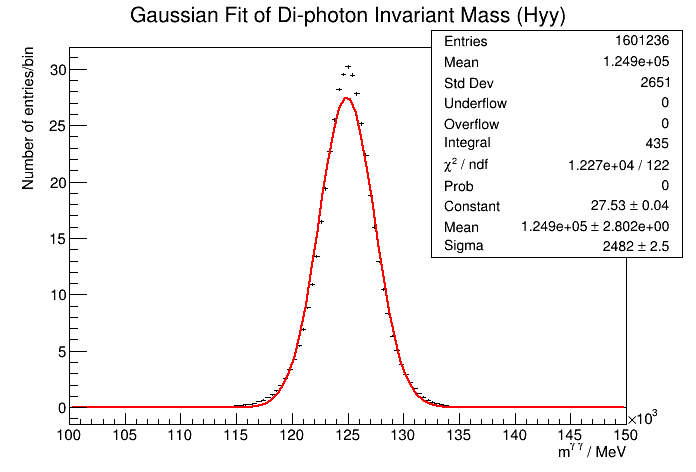 Gaussian Fit of Di-photon Invariant Mass (Hyy)
Entries 1601236
Mean 1.249e+05
Std Dev 2651
Underflow 0
Overflow 0
Integral 435
χ² / ndf 1.227e+04 / 122
Prob 0
Constant 27.53 ± 0.04
Mean 1.249e+05 ± 2.802e+00
Sigma 2482 ± 2.5
Number of entries/bin
30
25
20
15
10
5
0
100 105 110 115 120 125 130 135 140 145 150
×10³
m^γγ / MeV